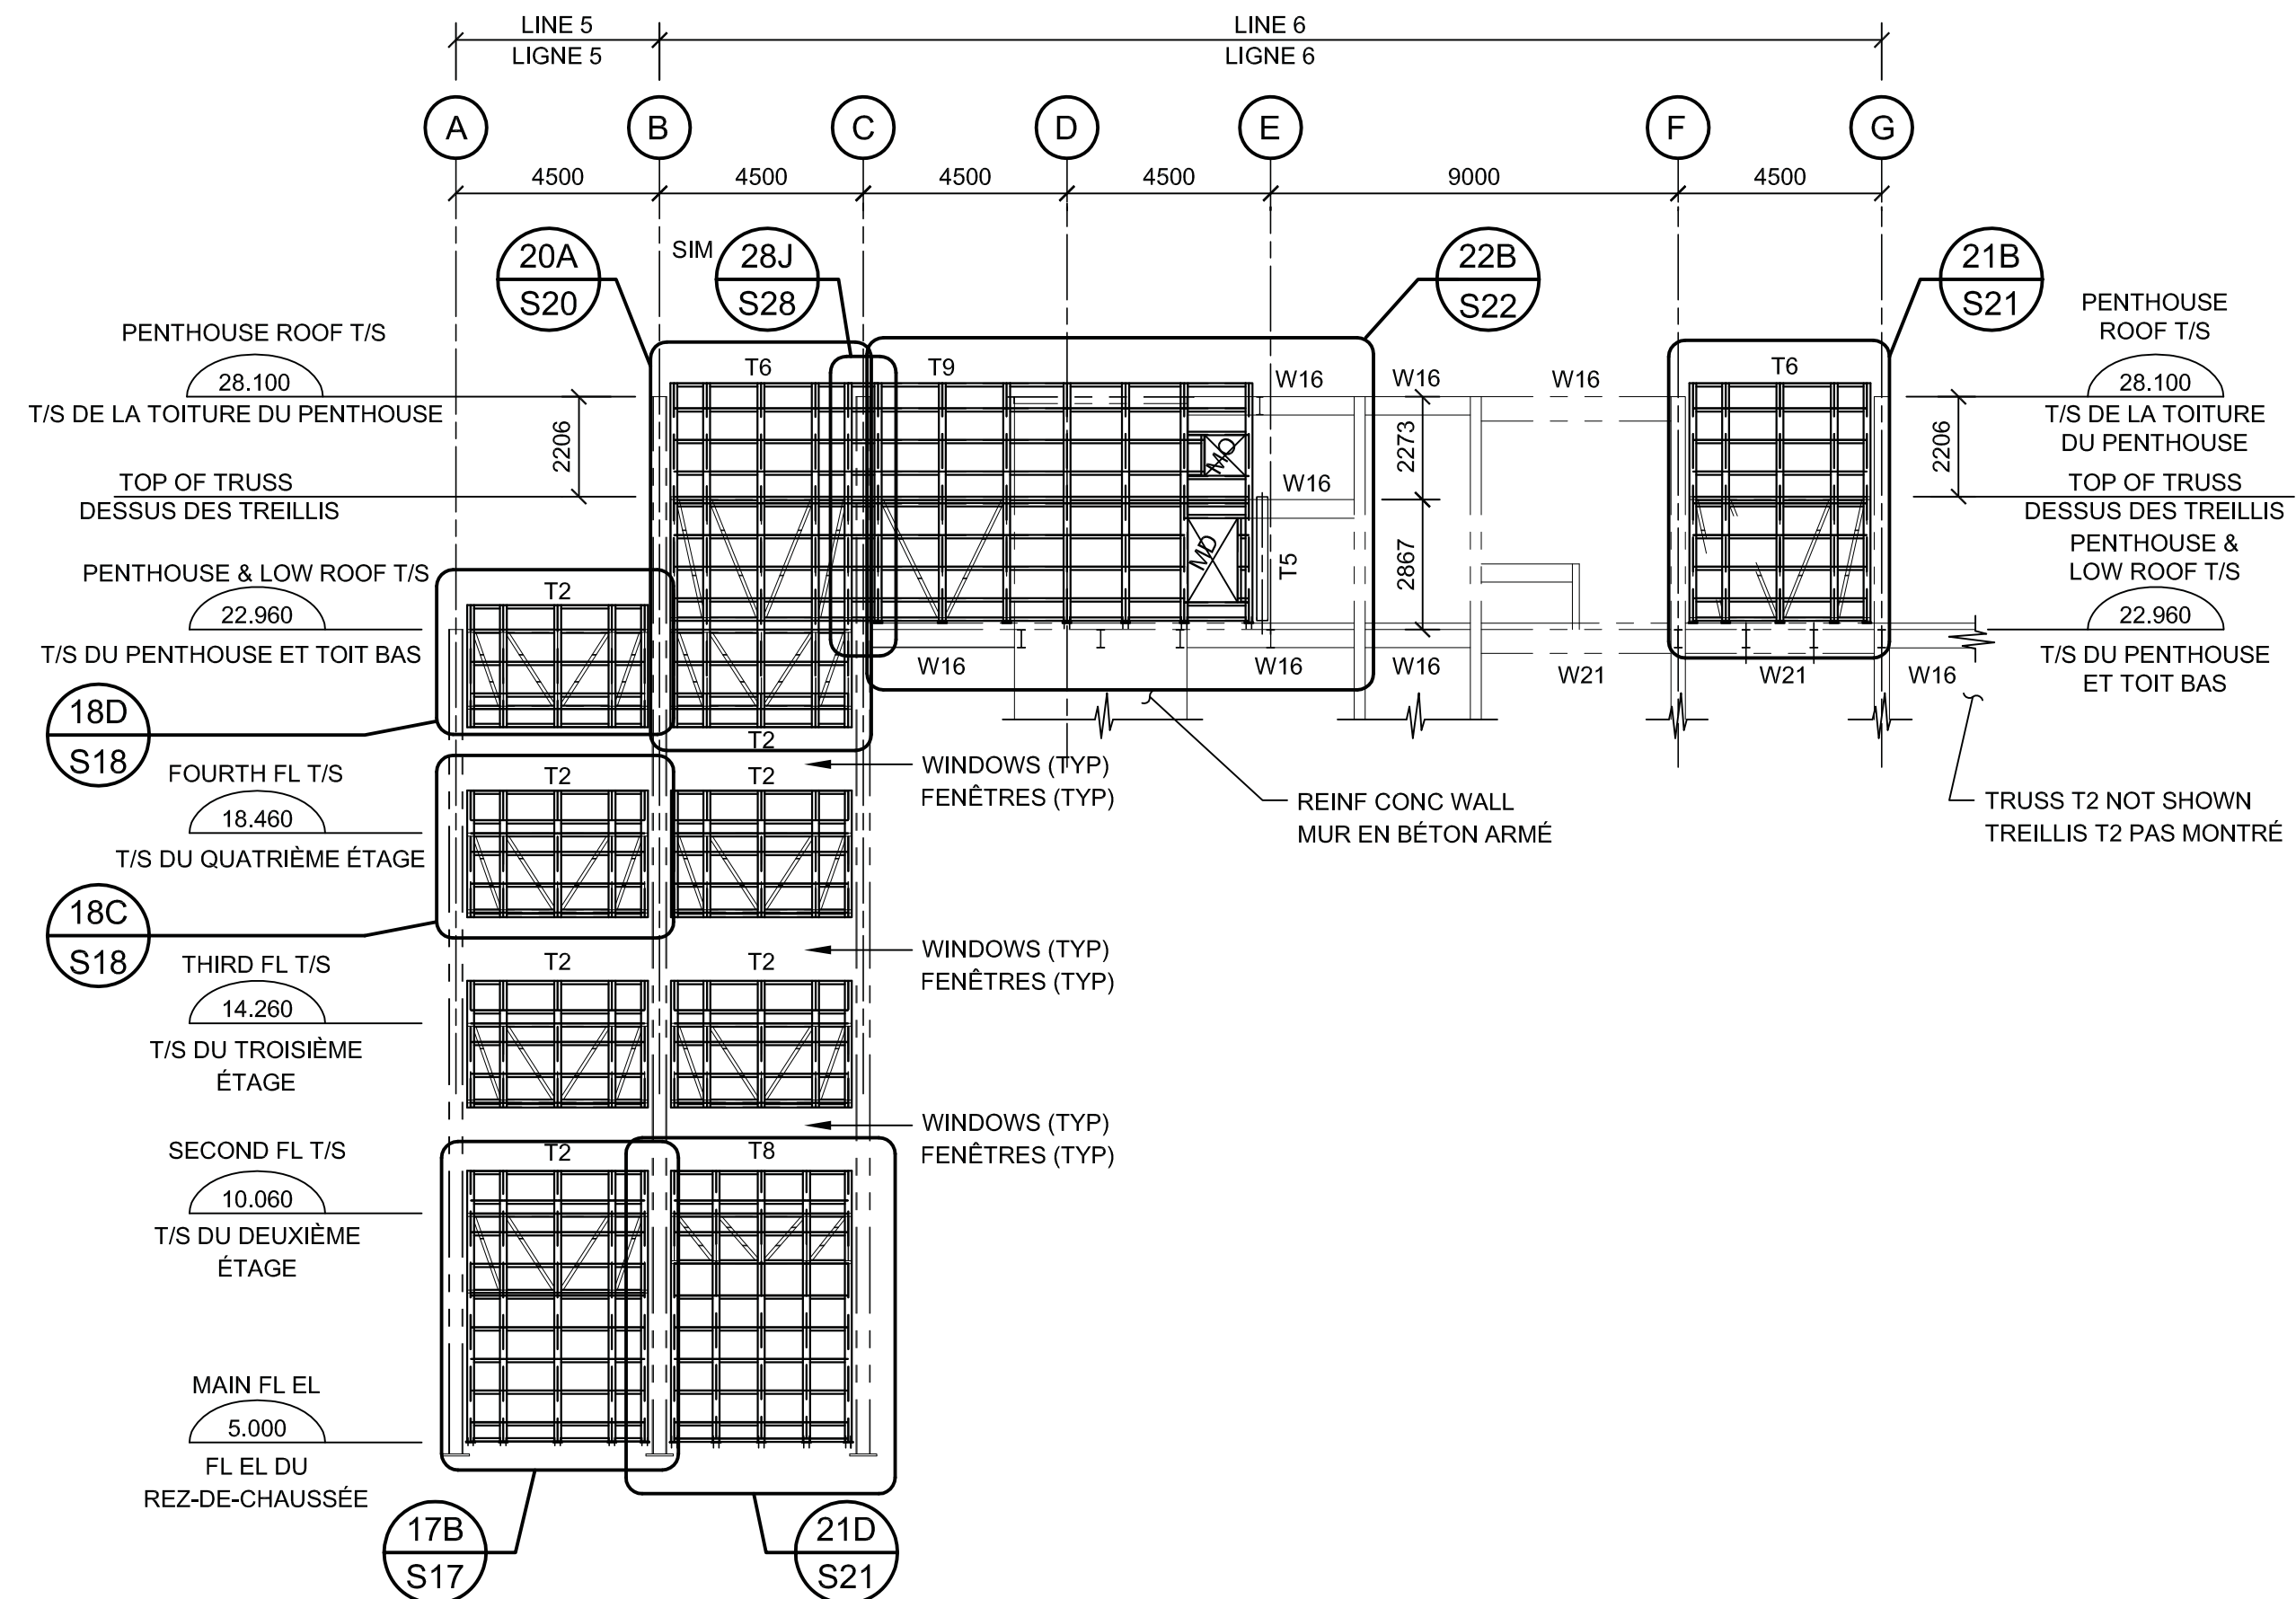 LINE 5
LIGNE 5
LINE 6
LIGNE 6
A
B
C
D
E
F
G
4500
4500
4500
4500
9000
4500
20A
S20
SIM
28J
S28
22B
S22
21B
S21
PENTHOUSE ROOF T/S
28.100
T/S DE LA TOITURE DU PENTHOUSE
2206
TOP OF TRUSS
DESSUS DES TREILLIS
PENTHOUSE & LOW ROOF T/S
22.960
T/S DU PENTHOUSE ET TOIT BAS
18D
S18
FOURTH FL T/S
18.460
T/S DU QUATRIÈME ÉTAGE
18C
S18
THIRD FL T/S
14.260
T/S DU TROISIÈME
ÉTAGE
SECOND FL T/S
10.060
T/S DU DEUXIÈME
ÉTAGE
MAIN FL EL
5.000
FL EL DU
REZ-DE-CHAUSSÉE
17B
S17
21D
S21
T6
T9
W16
W16
W16
T6
MO
2273
W16
MD
T5
2867
T2
W16
W16
W16
W21
W21
W16
T2
T2
T2
T2
T2
T2
T8
WINDOWS (TYP)
FENÊTRES (TYP)
WINDOWS (TYP)
FENÊTRES (TYP)
WINDOWS (TYP)
FENÊTRES (TYP)
REINF CONC WALL
MUR EN BÉTON ARMÉ
PENTHOUSE
ROOF T/S
28.100
T/S DE LA TOITURE
DU PENTHOUSE
2206
TOP OF TRUSS
DESSUS DES TREILLIS
PENTHOUSE &
LOW ROOF T/S
22.960
T/S DU PENTHOUSE
ET TOIT BAS
TRUSS T2 NOT SHOWN
TREILLIS T2 PAS MONTRÉ